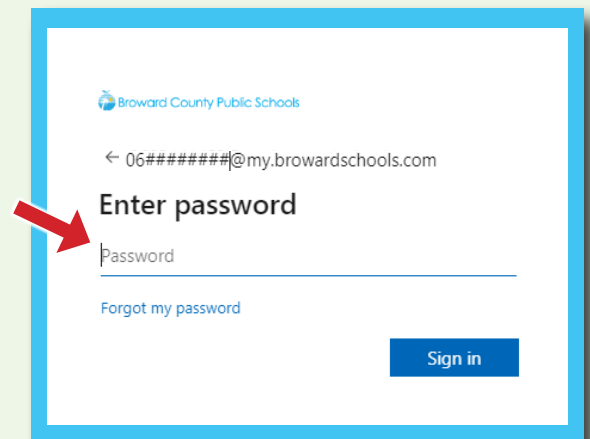 Broward County Public Schools
← 06########@my.browardschools.com
Enter password
Password
Forgot my password
Sign in